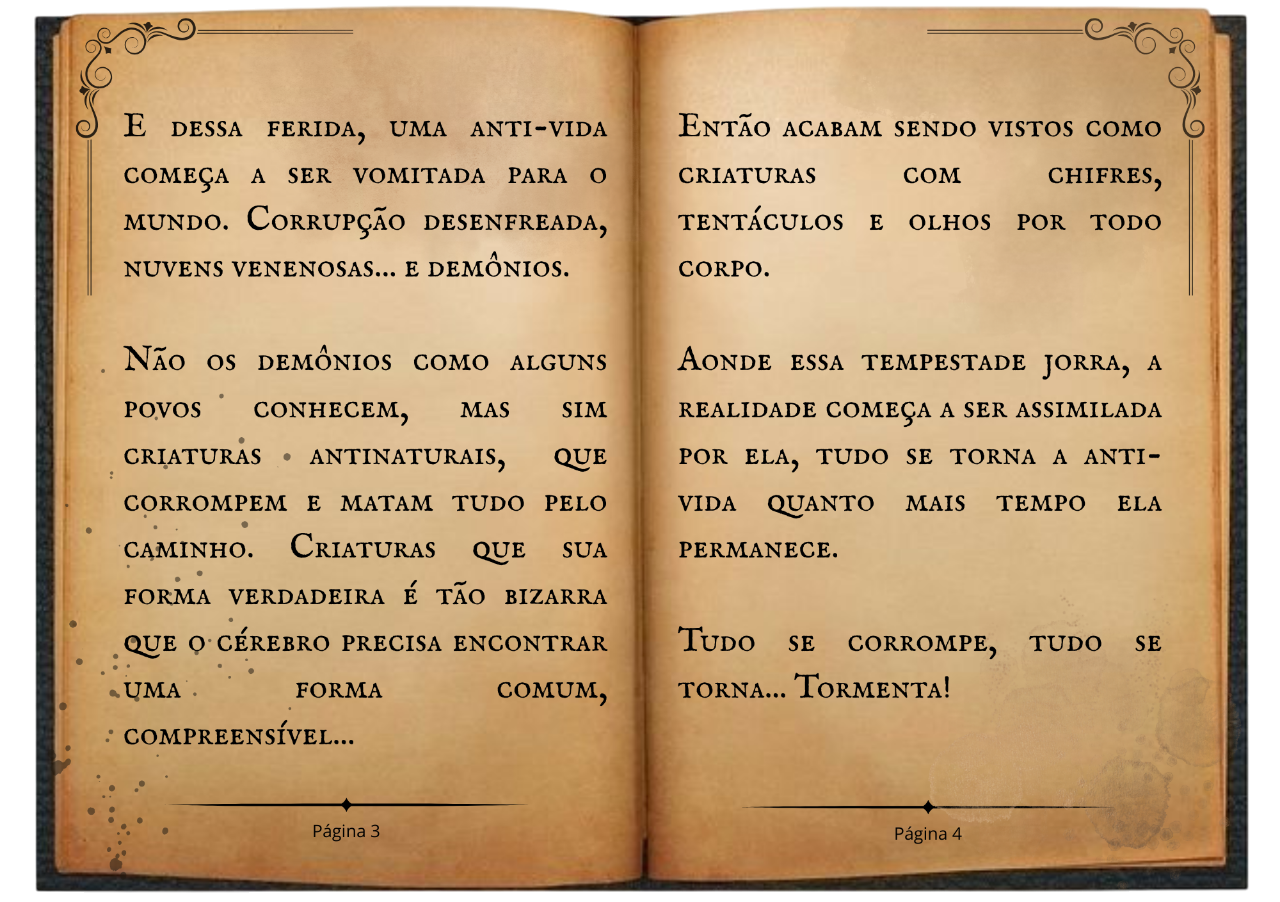 E dessa ferida, uma anti-vida
começa a ser vomitada para o
mundo. Corrupção desenfreada,
nuvens venenosas... e demônios.
Não os demônios como alguns
povos conhecem, mas sim
criaturas antinaturais, que
corrompem e matam tudo pelo
caminho. Criaturas que sua
forma verdadeira é tão bizarra
que o cérebro precisa encontrar
uma forma comum,
compreensível...
Página 3
Então acabam sendo vistos como
criaturas com chifres,
tentáculos e olhos por todo
corpo.
Aonde essa tempestade jorra, a
realidade começa a ser assimilada
por ela, tudo se torna a anti-
vida quanto mais tempo ela
permanece.
Tudo se corrompe, tudo se
torna... Tormenta!
Página 4